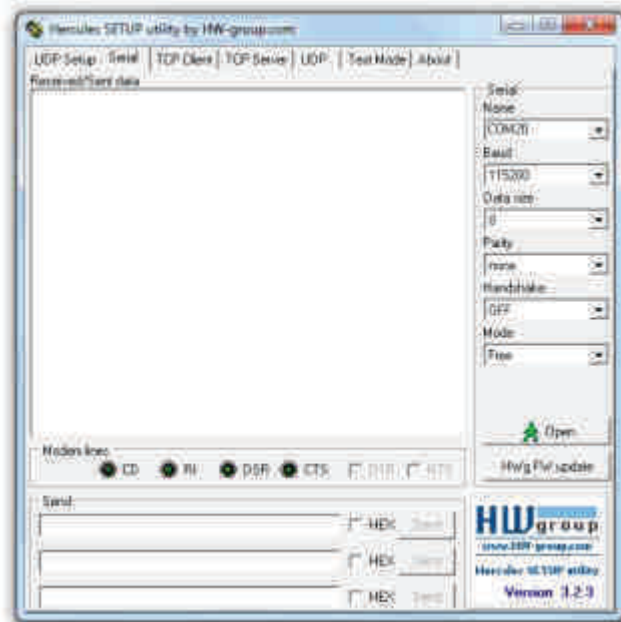 Hercules SETUP utility by HW-group.com
UDP Setup Serial TCP Client TCP Server UDP Test Mode About
Received/Sent data
Serial
Name
COM20
Baud
115200
Data size
8
Parity
none
Handshake
OFF
Mode
Free
Open
HWg FW update
Modem lines
CD RI DSR CTS DTR RTS
Send
HEX Send
HEX Send
HEX Send
HWgroup
www.HW-group.com
Hercules SETUP utility
Version 3.2.3